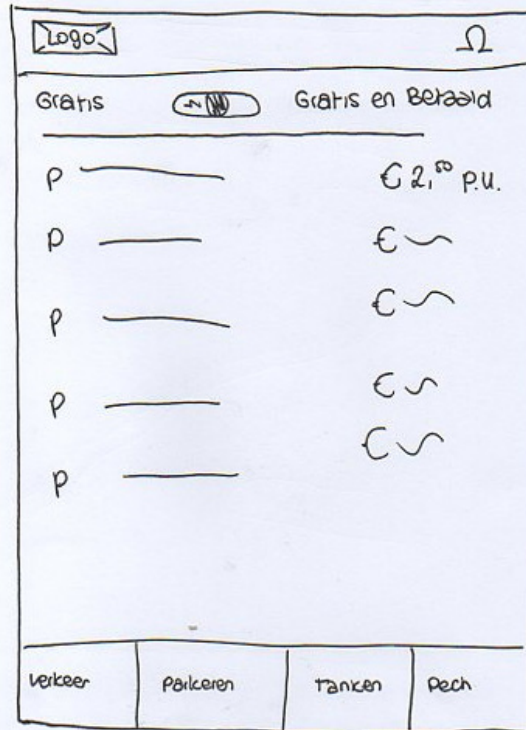 Logo
Gratis Gratis en Betaald
P € 2,50 p.u.
P €
P €
P €
P €
Verkeer Parkeren Tanken Pech